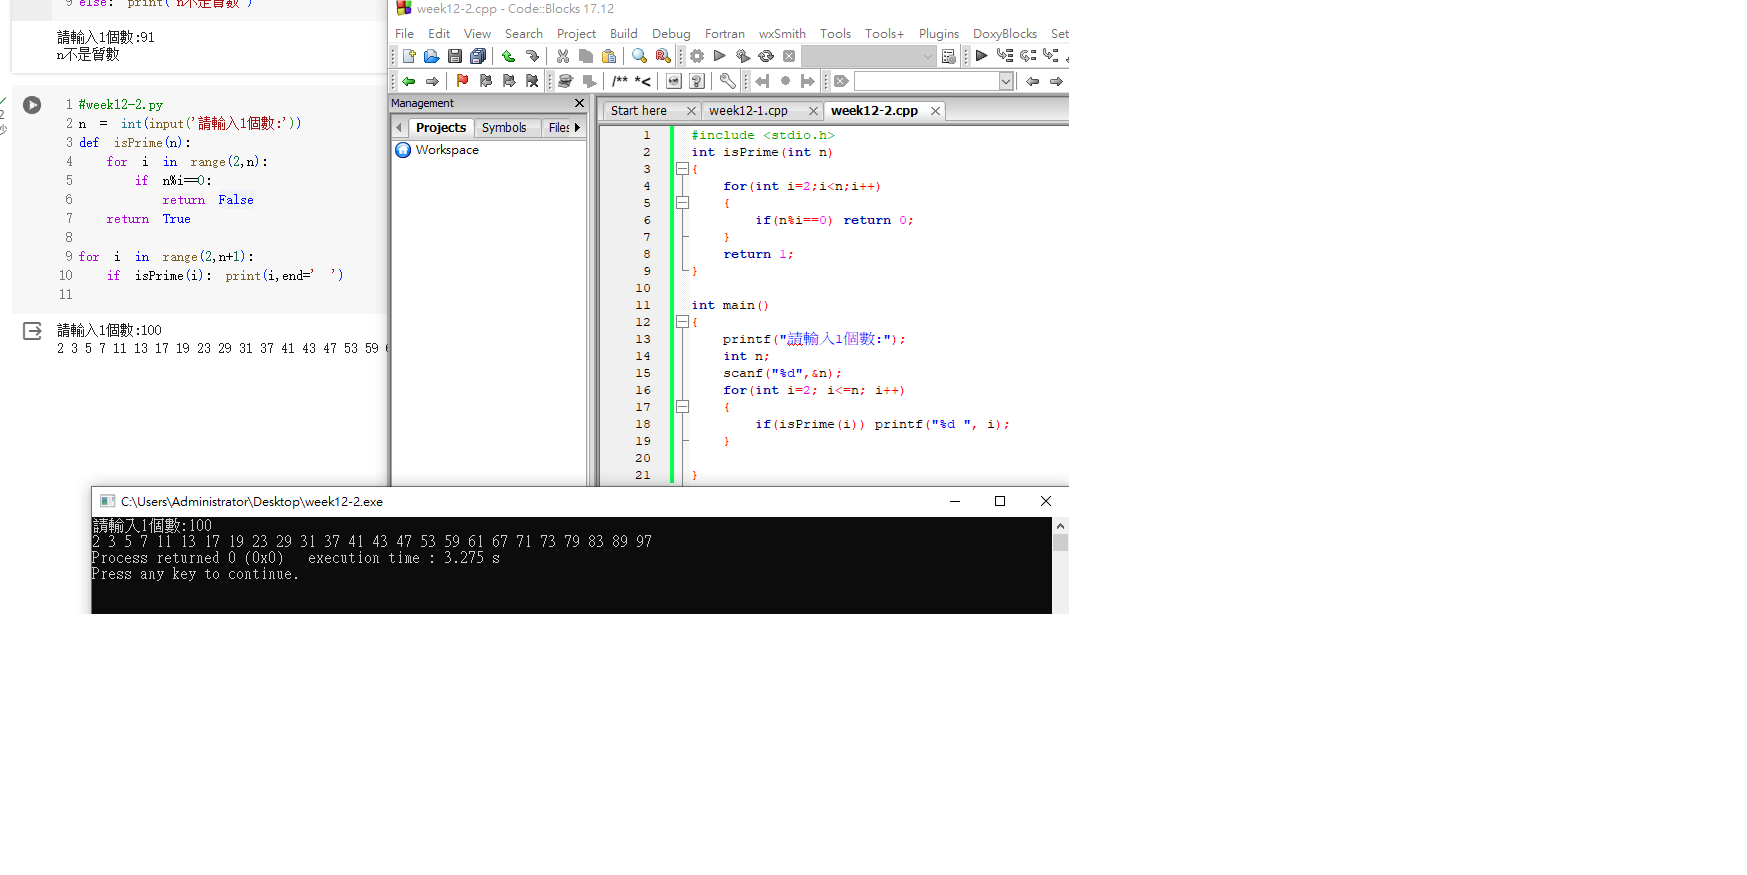 9 else: print('n不是質數')
請輸入1個數:91
n不是質數
2
秒
1 #week12-2.py
2 n = int(input('請輸入1個數:'))
3 def isPrime(n):
4 for i in range(2,n):
5 if n%i==0:
6 return False
7 return True
8
9 for i in range(2,n+1):
10 if isPrime(i): print(i,end=' ')
11
請輸入1個數:100
2 3 5 7 11 13 17 19 23 29 31 37 41 43 47 53 59
week12-2.cpp - Code::Blocks 17.12
File Edit View Search Project Build Debug Fortran wxSmith Tools Tools+ Plugins DoxyBlocks Set
/** *<
Management
Projects Symbols Files
Workspace
Start here week12-1.cpp week12-2.cpp
1 #include <stdio.h>
2 int isPrime(int n)
3 {
4 for(int i=2;i<n;i++)
5 {
6 if(n%i==0) return 0;
7 }
8 return 1;
9 }
10
11 int main()
12 {
13 printf("請輸入1個數:");
14 int n;
15 scanf("%d",&n);
16 for(int i=2; i<=n; i++)
17 {
18 if(isPrime(i)) printf("%d ", i);
19 }
20
21 }
C:\Users\Administrator\Desktop\week12-2.exe
請輸入1個數:100
2 3 5 7 11 13 17 19 23 29 31 37 41 43 47 53 59 61 67 71 73 79 83 89 97
Process returned 0 (0x0) execution time : 3.275 s
Press any key to continue.